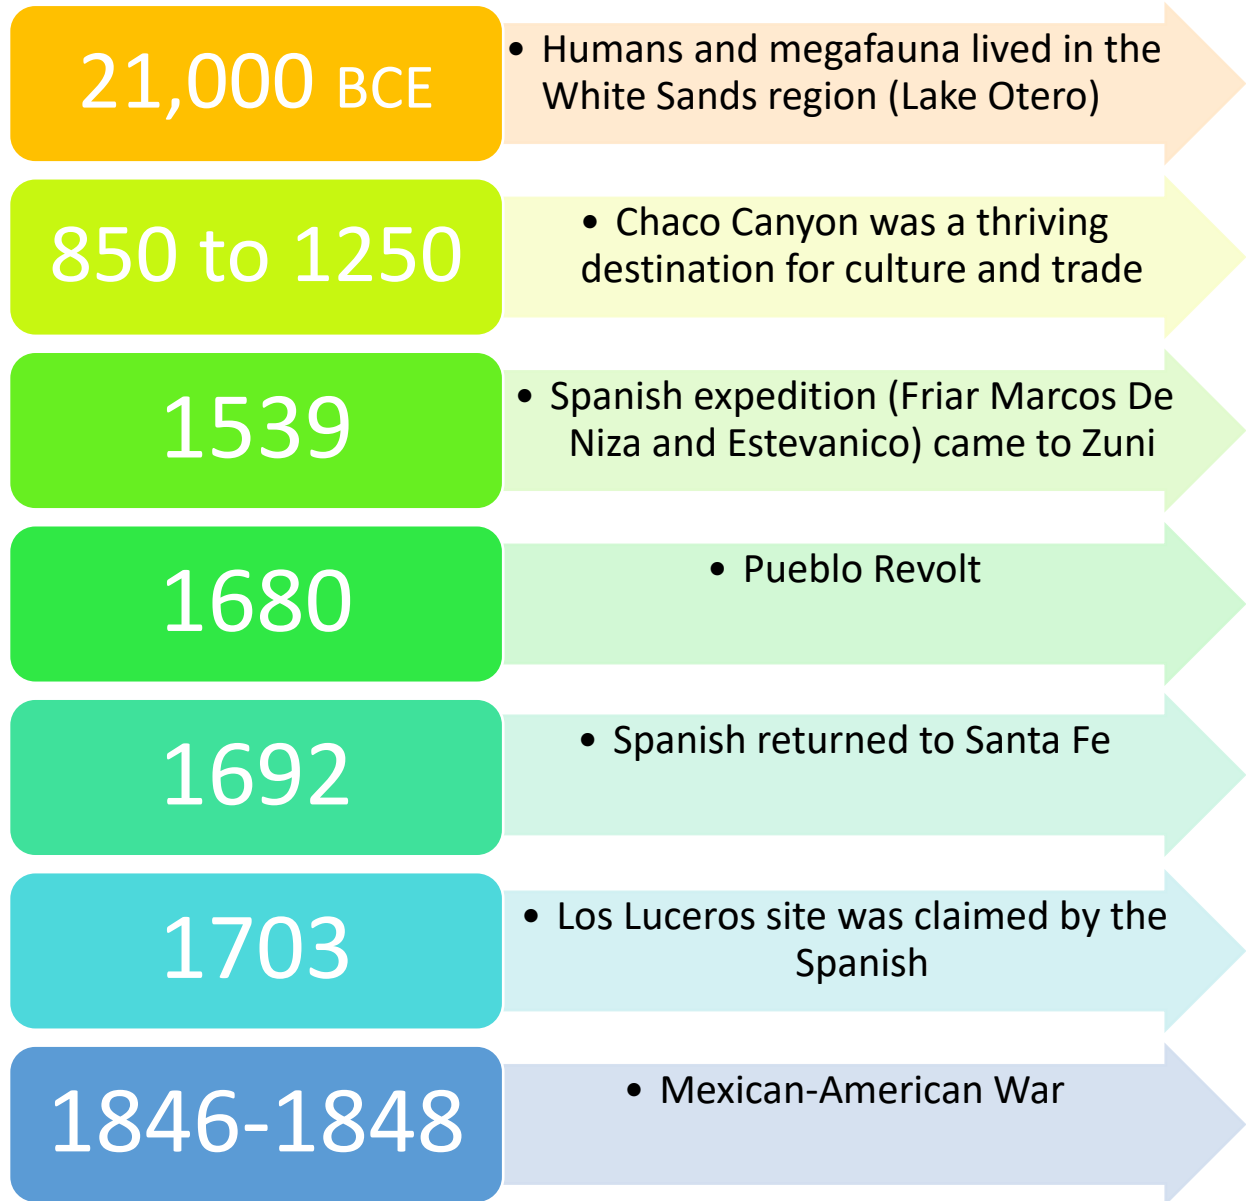 21,000 BCE
• Humans and megafauna lived in the
White Sands region (Lake Otero)
850 to 1250
• Chaco Canyon was a thriving
destination for culture and trade
1539
• Spanish expedition (Friar Marcos De
Niza and Estevanico) came to Zuni
1680
• Pueblo Revolt
1692
• Spanish returned to Santa Fe
1703
• Los Luceros site was claimed by the
Spanish
1846-1848
• Mexican-American War